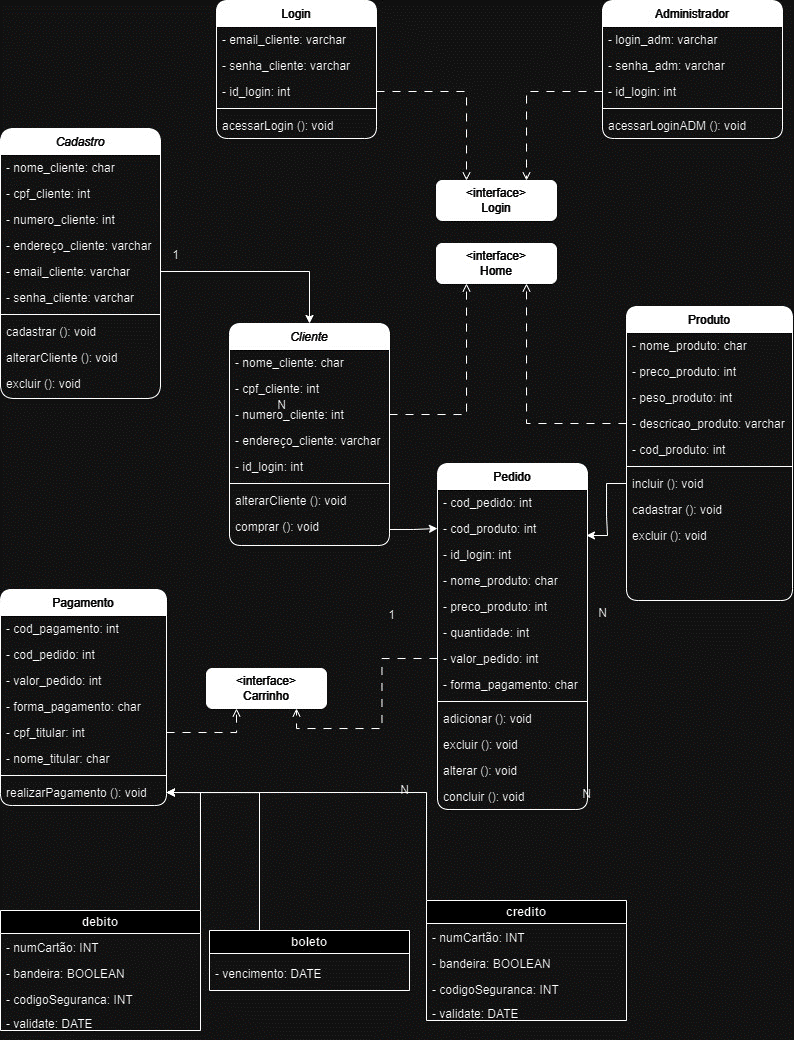 Login
- email_cliente: varchar
- senha_cliente: varchar
- id_login: int
acessarLogin (): void
Administrador
- login_adm: varchar
- senha_adm: varchar
- id_login: int
acessarLoginADM (): void
Cadastro
- nome_cliente: char
- cpf_cliente: int
- numero_cliente: int
- endereço_cliente: varchar
- email_cliente: varchar
- senha_cliente: varchar
cadastrar (): void
alterarCliente (): void
excluir (): void
<interface>
Login
<interface>
Home
1
Cliente
- nome_cliente: char
- cpf_cliente: int
N
- numero_cliente: int
- endereço_cliente: varchar
- id_login: int
alterarCliente (): void
comprar (): void
Produto
- nome_produto: char
- preco_produto: int
- peso_produto: int
- descricao_produto: varchar
- cod_produto: int
incluir (): void
cadastrar (): void
excluir (): void
Pedido
- cod_pedido: int
- cod_produto: int
- id_login: int
- nome_produto: char
- preco_produto: int
- quantidade: int
- valor_pedido: int
- forma_pagamento: char
adicionar (): void
excluir (): void
alterar (): void
concluir (): void
1
N
N
N
Pagamento
- cod_pagamento: int
- cod_pedido: int
- valor_pedido: int
- forma_pagamento: char
- cpf_titular: int
- nome_titular: char
realizarPagamento (): void
<interface>
Carrinho
debito
- numCartão: INT
- bandeira: BOOLEAN
- codigoSeguranca: INT
- validate: DATE
boleto
- vencimento: DATE
credito
- numCartão: INT
- bandeira: BOOLEAN
- codigoSeguranca: INT
- validate: DATE